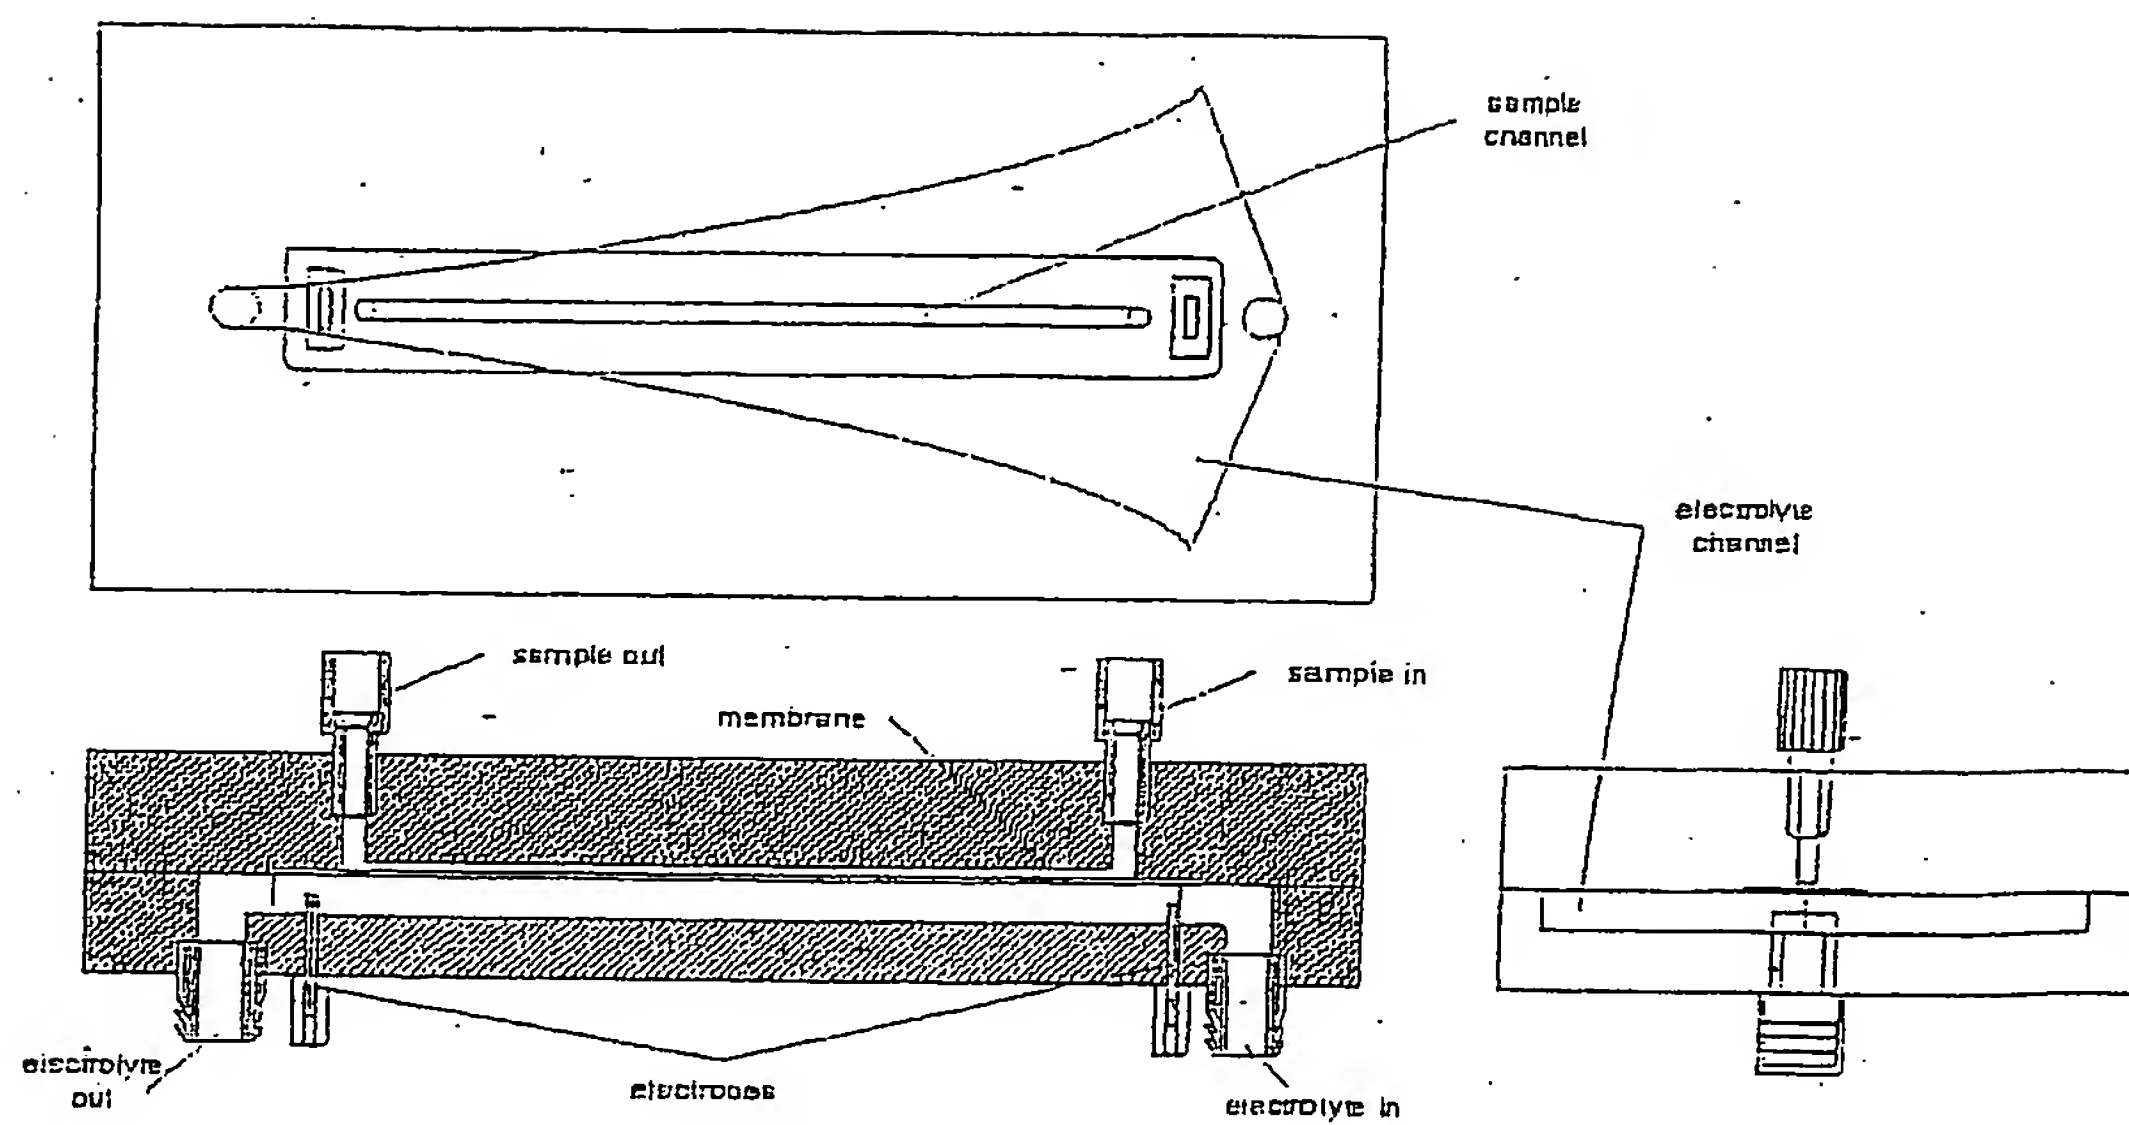 sample
channel
electrolyte
channel
sample out
sample in
membrane
electrolyte
out
electrodes
electrolyte in